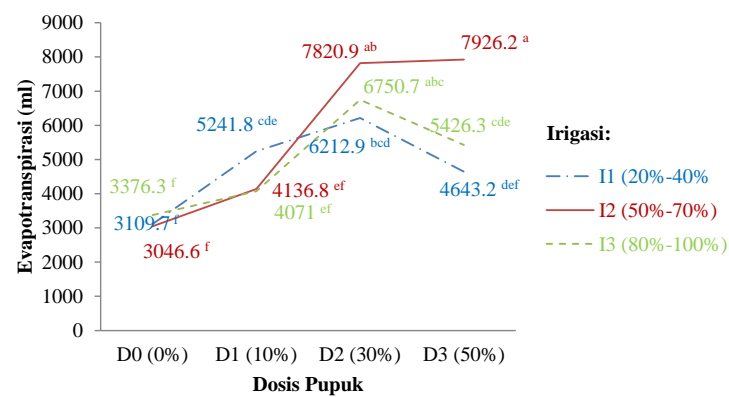 9000
8000
7000
6000
5000
4000
3000
2000
1000
0
Evapotranspirasi (ml)
7820.9 ab
7926.2 a
6750.7 abc
5241.8 cde
5426.3 cde
6212.9 bcd
3376.3 f
4136.8 ef
4643.2 def
4071 ef
3109.7 f
3046.6 f
D0 (0%) D1 (10%) D2 (30%) D3 (50%)
Dosis Pupuk
Irigasi:
I1 (20%-40%
I2 (50%-70%)
I3 (80%-100%)